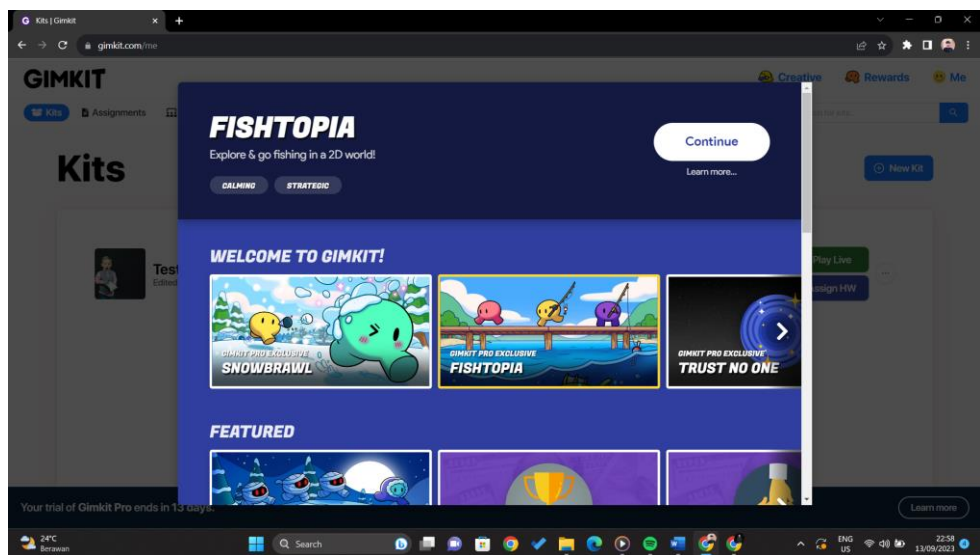 Kits | Gimkit
gimkit.com/me
GIMKIT
Creative
Rewards
Me
Kits
Assignments
Kits
New Kit
FISHTOPIA
Explore & go fishing in a 2D world!
CALMING
STRATEGIC
Continue
Learn more...
Test
Edited
Play Live
Assign HW
WELCOME TO GIMKIT!
GIMKIT PRO EXCLUSIVE
SNOWBRAWL
GIMKIT PRO EXCLUSIVE
FISHTOPIA
GIMKIT PRO EXCLUSIVE
TRUST NO ONE
FEATURED
Your trial of Gimkit Pro ends in 13 days.
Learn more
24°C
Berawan
Search
ENG
US
22:58
13/09/2023